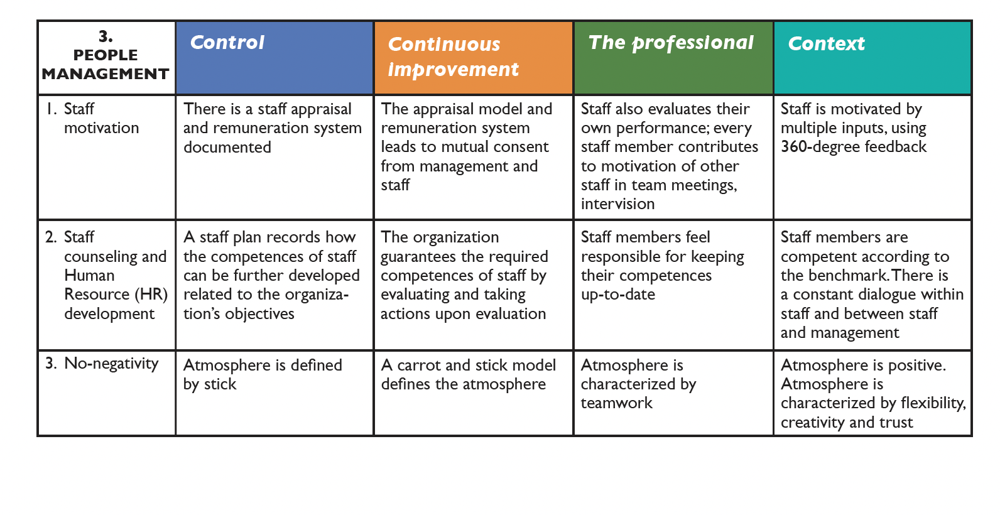 3.
PEOPLE
MANAGEMENT
Control
Continuous
improvement
The professional
Context
1. Staff
motivation
There is a staff appraisal
and remuneration system
documented
The appraisal model and
remuneration system
leads to mutual consent
from management and
staff
Staff also evaluates their
own performance; every
staff member contributes
to motivation of other
staff in team meetings,
intervision
Staff is motivated by
multiple inputs, using
360-degree feedback
2. Staff
counseling and
Human
Resource (HR)
development
A staff plan records how
the competences of staff
can be further developed
related to the organiza-
tion’s objectives
The organization
guarantees the required
competences of staff by
evaluating and taking
actions upon evaluation
Staff members feel
responsible for keeping
their competences
up-to-date
Staff members are
competent according to
the benchmark. There is
a constant dialogue within
staff and between staff
and management
3. No-negativity
Atmosphere is defined
by stick
A carrot and stick model
defines the atmosphere
Atmosphere is
characterized by
teamwork
Atmosphere is positive.
Atmosphere is
characterized by flexibility,
creativity and trust